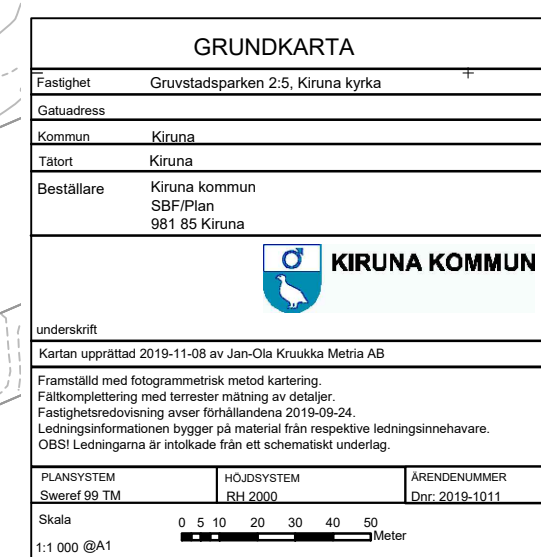 GRUNDKARTA
Fastighet Gruvstadsparken 2:5, Kiruna kyrka
Gatuadress
Kommun Kiruna
Tätort Kiruna
Beställare Kiruna kommun
SBF/Plan
981 85 Kiruna
KIRUNA KOMMUN
underskrift
Kartan upprättad 2019-11-08 av Jan-Ola Kruukka Metria AB
Framställd med fotogrammetrisk metod kartering.
Fältkomplettering med terrester mätning av detaljer.
Fastighetsredovisning avser förhållandena 2019-09-24.
Ledningsinformationen bygger på material från respektive ledningsinnehavare.
OBS! Ledningarna är intolkade från ett schematiskt underlag.
PLANSYSTEM HÖJDSYSTEM ÄRENDENUMMER
Sweref 99 TM RH 2000 Dnr: 2019-1011
Skala 0 5 10 20 30 40 50
Meter
1:1 000 @A1